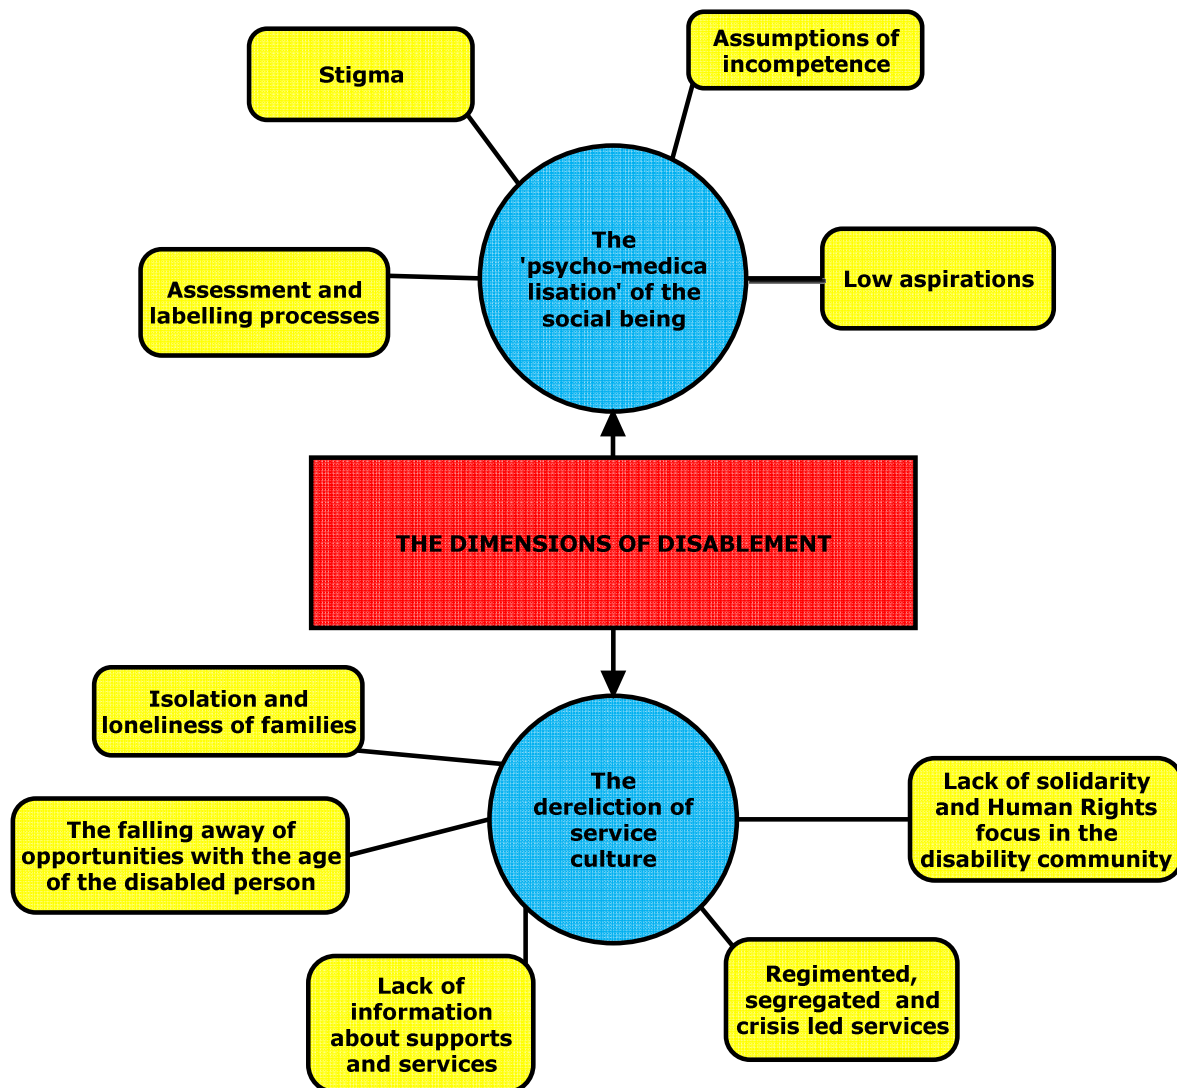 Stigma
Assumptions of
incompetence
The
'psycho-medica
lisation' of the
social being
Assessment and
labelling processes
Low aspirations
THE DIMENSIONS OF DISABLEMENT
Isolation and
loneliness of families
The falling away of
opportunities with the age
of the disabled person
The
dereliction of
service
culture
Lack of solidarity
and Human Rights
focus in the
disability community
Lack of
information
about supports
and services
Regimented,
segregated and
crisis led services